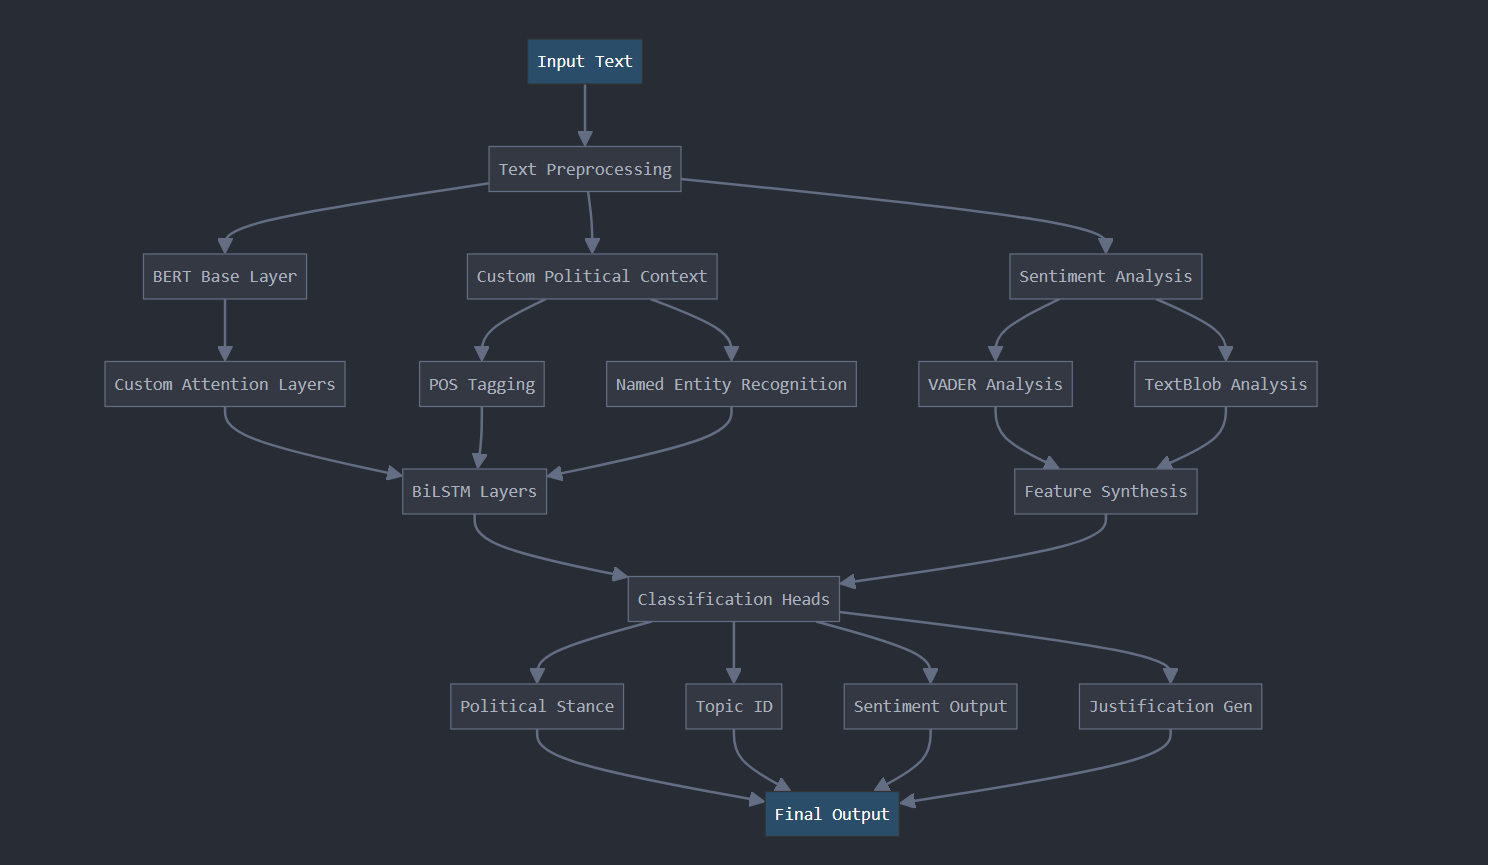 Input Text
Text Preprocessing
BERT Base Layer
Custom Political Context
Sentiment Analysis
Custom Attention Layers
POS Tagging
Named Entity Recognition
VADER Analysis
TextBlob Analysis
BiLSTM Layers
Feature Synthesis
Classification Heads
Political Stance
Topic ID
Sentiment Output
Justification Gen
Final Output